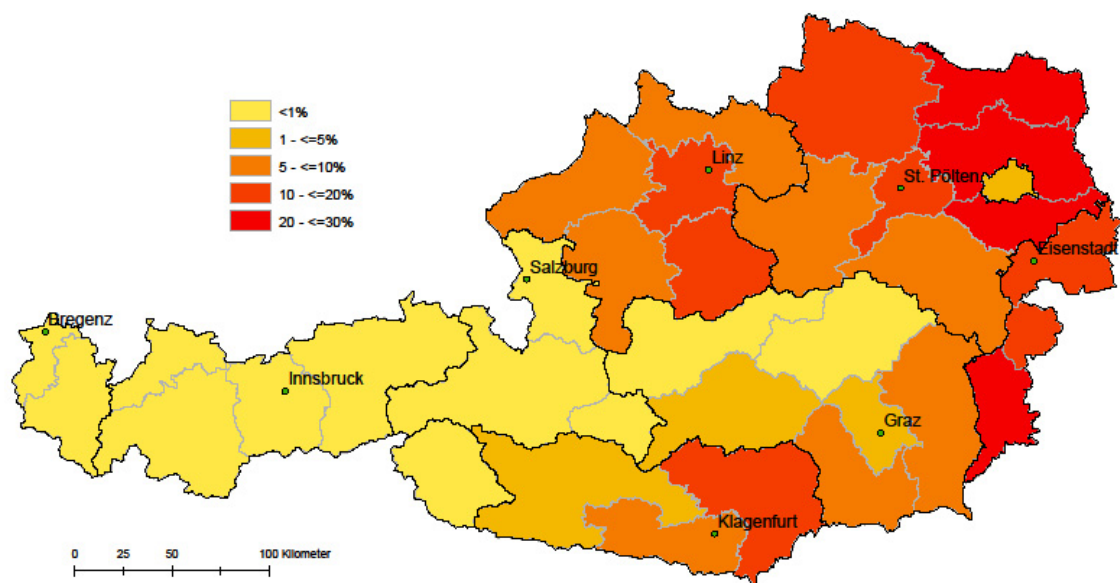 <1%
1 - <=5%
5 - <=10%
10 - <=20%
20 - <=30%
Linz
St. Pölten
Eisenstadt
Salzburg
Bregenz
Innsbruck
Graz
Klagenfurt
0 25 50 100 Kilometer